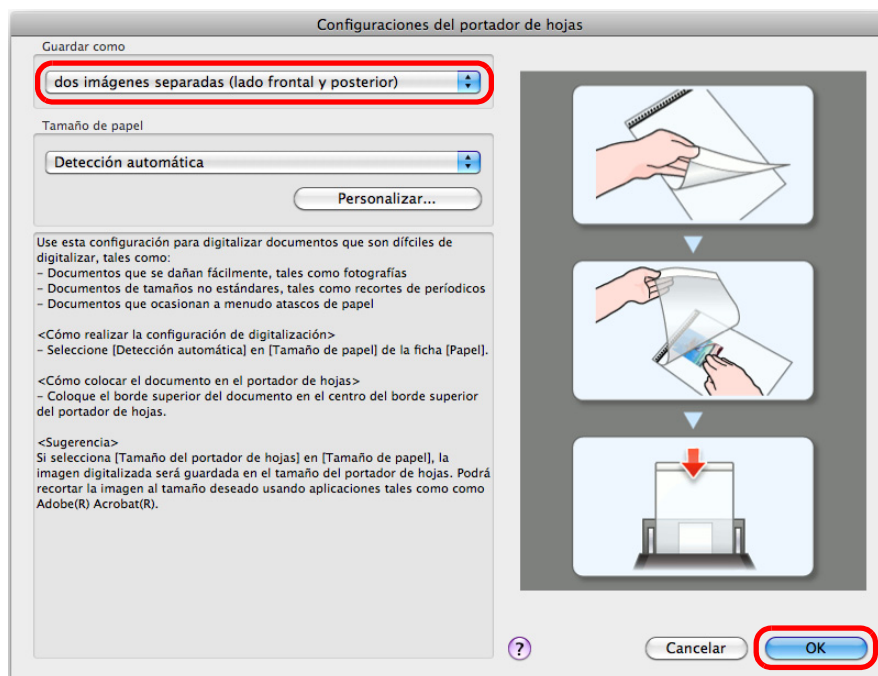 Configuraciones del portador de hojas
Guardar como
dos imágenes separadas (lado frontal y posterior)
Tamaño de papel
Detección automática
Personalizar...
Use esta configuración para digitalizar documentos que son difíciles de
digitalizar, tales como:
– Documentos que se dañan fácilmente, tales como fotografías
– Documentos de tamaños no estándares, tales como recortes de períodicos
– Documentos que ocasionan a menudo atascos de papel
<Cómo realizar la configuración de digitalización>
– Seleccione [Detección automática] en [Tamaño de papel] de la ficha [Papel].
<Cómo colocar el documento en el portador de hojas>
– Coloque el borde superior del documento en el centro del borde superior
del portador de hojas.
<Sugerencia>
Si selecciona [Tamaño del portador de hojas] en [Tamaño de papel], la
imagen digitalizada será guardada en el tamaño del portador de hojas. Podrá
recortar la imagen al tamaño deseado usando aplicaciones tales como como
Adobe(R) Acrobat(R).
?
Cancelar
OK